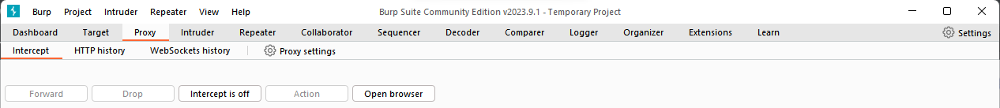 Burp Project Intruder Repeater View Help Burp Suite Community Edition v2023.9.1 - Temporary Project
Dashboard Target Proxy Intruder Repeater Collaborator Sequencer Decoder Comparer Logger Organizer Extensions Learn Settings
Intercept HTTP history WebSockets history Proxy settings
Forward Drop Intercept is off Action Open browser